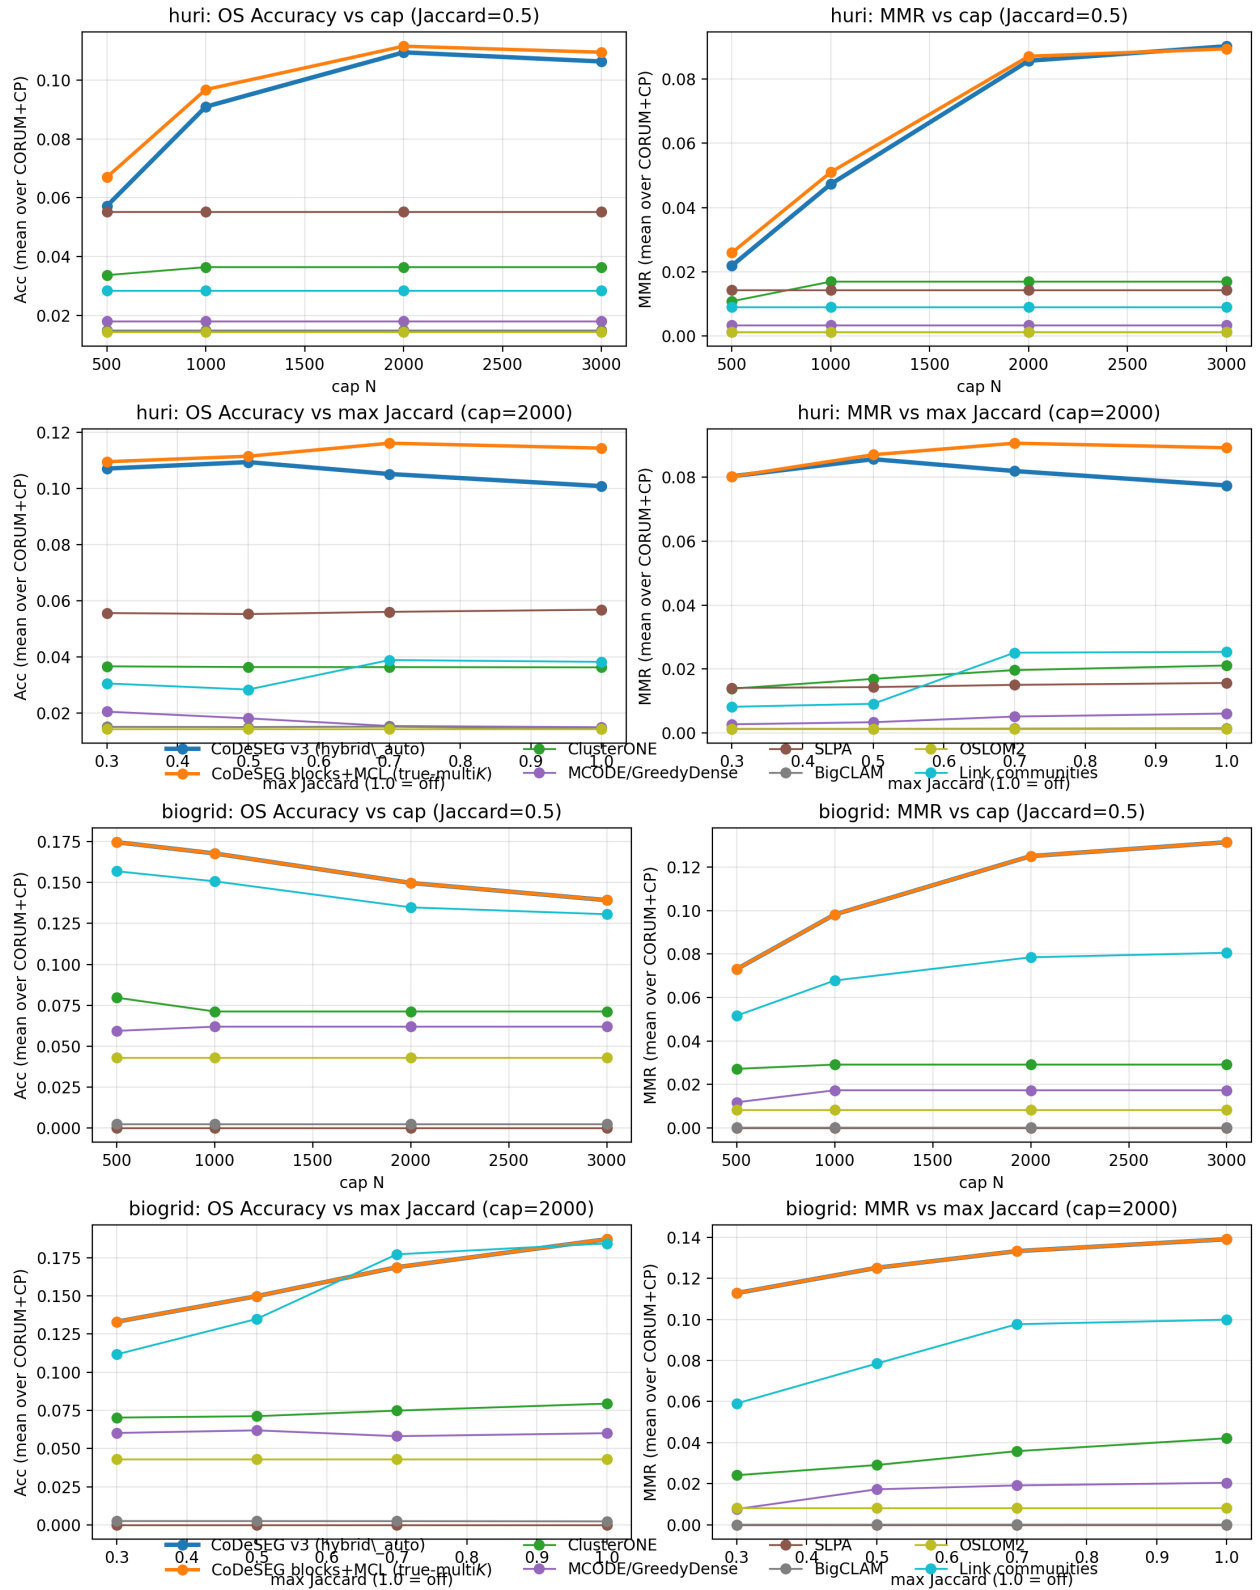 huri: OS Accuracy vs cap (Jaccard=0.5)
Acc (mean over CORUM+CP)
0.10
0.08
0.06
0.04
0.02
500 1000 1500 2000 2500 3000
cap N
huri: MMR vs cap (Jaccard=0.5)
MMR (mean over CORUM+CP)
0.08
0.06
0.04
0.02
0.00
500 1000 1500 2000 2500 3000
cap N
huri: OS Accuracy vs max Jaccard (cap=2000)
Acc (mean over CORUM+CP)
0.12
0.10
0.08
0.06
0.04
0.02
0.3 0.4 0.5 0.6 0.7 0.8 0.9 1.0
max Jaccard (1.0 = off)
huri: MMR vs max Jaccard (cap=2000)
MMR (mean over CORUM+CP)
0.08
0.06
0.04
0.02
0.00
0.3 0.4 0.5 0.6 0.7 0.8 0.9 1.0
max Jaccard (1.0 = off)
CoDeSEG v3 (hybrid\_auto)
CoDeSEG blocks+MCL (true-multiK)
ClusterONE
MCODE/GreedyDense
SLPA
BigCLAM
OSLOM2
Link communities
biogrid: OS Accuracy vs cap (Jaccard=0.5)
Acc (mean over CORUM+CP)
0.175
0.150
0.125
0.100
0.075
0.050
0.025
0.000
500 1000 1500 2000 2500 3000
cap N
biogrid: MMR vs cap (Jaccard=0.5)
MMR (mean over CORUM+CP)
0.12
0.10
0.08
0.06
0.04
0.02
0.00
500 1000 1500 2000 2500 3000
cap N
biogrid: OS Accuracy vs max Jaccard (cap=2000)
Acc (mean over CORUM+CP)
0.175
0.150
0.125
0.100
0.075
0.050
0.025
0.000
0.3 0.4 0.5 0.6 0.7 0.8 0.9 1.0
max Jaccard (1.0 = off)
biogrid: MMR vs max Jaccard (cap=2000)
MMR (mean over CORUM+CP)
0.14
0.12
0.10
0.08
0.06
0.04
0.02
0.00
0.3 0.4 0.5 0.6 0.7 0.8 0.9 1.0
max Jaccard (1.0 = off)
CoDeSEG v3 (hybrid\_auto)
CoDeSEG blocks+MCL (true-multiK)
ClusterONE
MCODE/GreedyDense
SLPA
BigCLAM
OSLOM2
Link communities